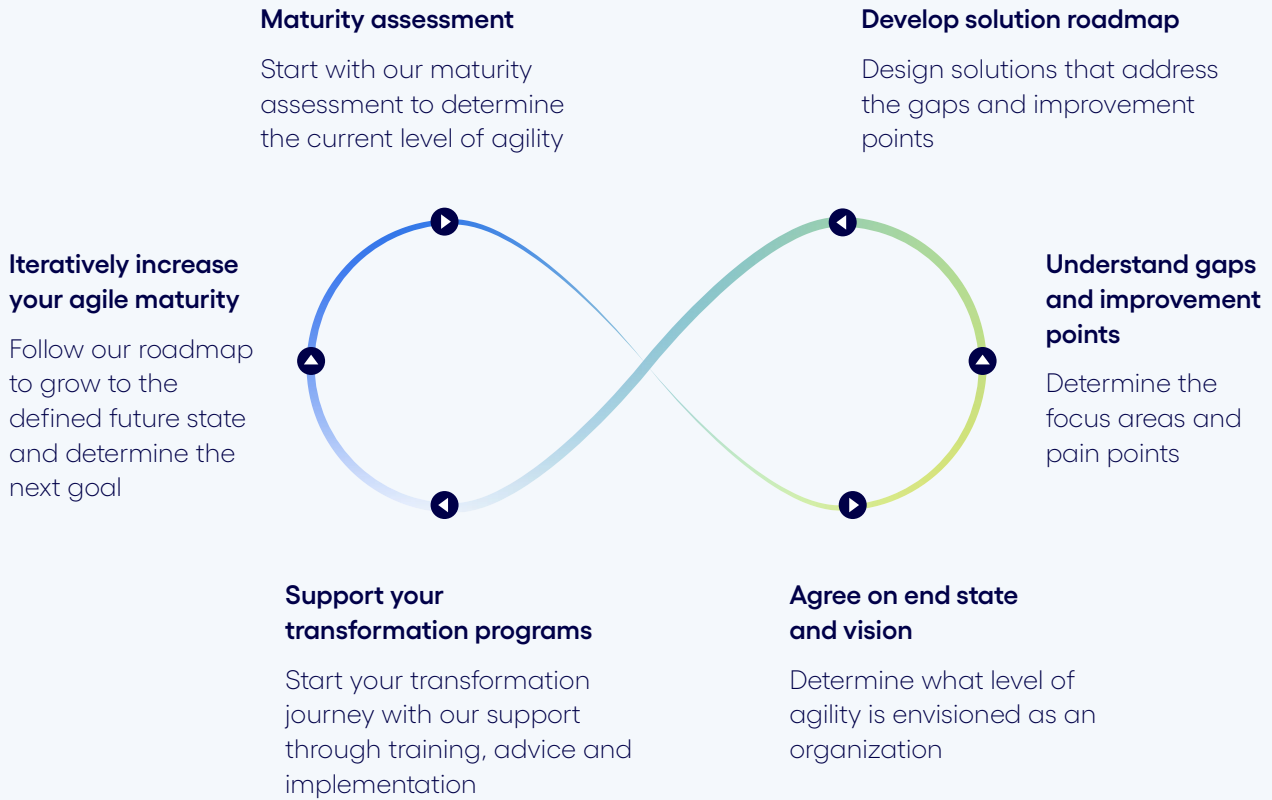 Maturity assessment
Start with our maturity
assessment to determine
the current level of agility
Develop solution roadmap
Design solutions that address
the gaps and improvement
points
Iteratively increase
your agile maturity
Follow our roadmap
to grow to the
defined future state
and determine the
next goal
Understand gaps
and improvement
points
Determine the
focus areas and
pain points
Support your
transformation programs
Start your transformation
journey with our support
through training, advice and
implementation
Agree on end state
and vision
Determine what level of
agility is envisioned as an
organization